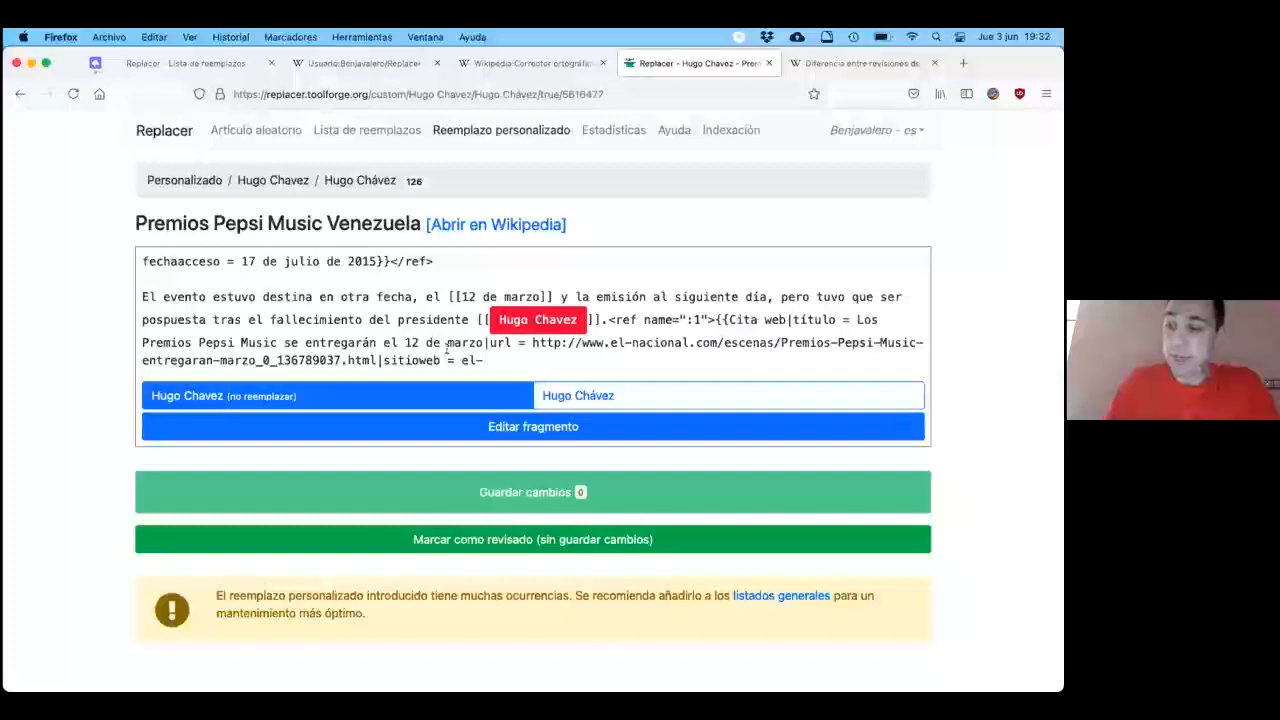 Firefox Archivo Editar Ver Historial Marcadores Herramientas Ventana Ayuda Jue 3 jun 19:32
Replacer Lista de reemplazos × Usuario:Benjavalero/Replacer × Wikipedia:Corrector ortográfic × Replacer - Hugo Chavez - Prem × Diferencia entre revisiones de × +
https://replacer.toolforge.org/custom/Hugo Chavez/Hugo Chávez/true/5616477
Replacer Artículo aleatorio Lista de reemplazos Reemplazo personalizado Estadísticas Ayuda Indexación Benjavalero - es
Personalizado / Hugo Chavez / Hugo Chávez 126
Premios Pepsi Music Venezuela [Abrir en Wikipedia]
fechaacceso = 17 de julio de 2015}}</ref>
El evento estuvo destina en otra fecha, el [[12 de marzo]] y la emisión al siguiente día, pero tuvo que ser
pospuesta tras el fallecimiento del presidente [[Hugo Chavez]].<ref name=":1">{{Cita web|título = Los
Premios Pepsi Music se entregarán el 12 de marzo|url = http://www.el-nacional.com/escenas/Premios-Pepsi-Music-
entregaran-marzo_0_136789037.html|sitioweb = el-
Hugo Chavez (no reemplazar) Hugo Chávez
Editar fragmento
Guardar cambios 0
Marcar como revisado (sin guardar cambios)
El reemplazo personalizado introducido tiene muchas ocurrencias. Se recomienda añadirlo a los listados generales para un
mantenimiento más óptimo.